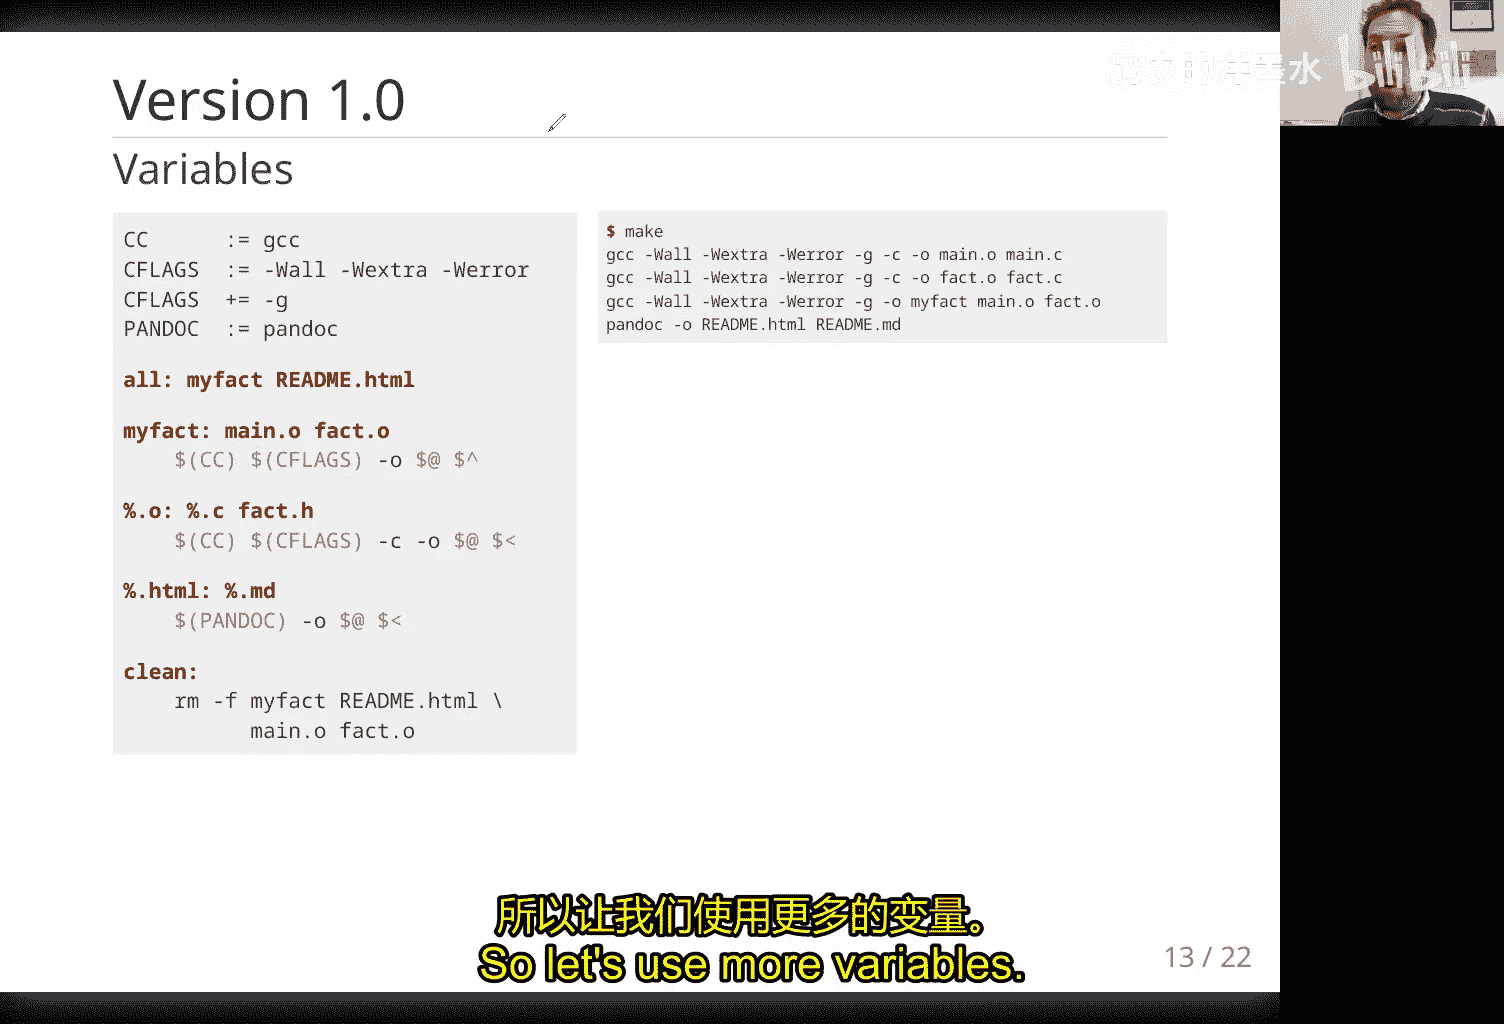 Version 1.0
Variables
CC := gcc
CFLAGS := -Wall -Wextra -Werror
CFLAGS += -g
PANDOC := pandoc
all: myfact README.html
myfact: main.o fact.o
$(CC) $(CFLAGS) -o $@ $^
%.o: %.c fact.h
$(CC) $(CFLAGS) -c -o $@ $<
%.html: %.md
$(PANDOC) -o $@ $<
clean:
rm -f myfact README.html \
main.o fact.o
$ make
gcc -Wall -Wextra -Werror -g -c -o main.o main.c
gcc -Wall -Wextra -Werror -g -c -o fact.o fact.c
gcc -Wall -Wextra -Werror -g -o myfact main.o fact.o
pandoc -o README.html README.md
bilibili
所以让我们使用更多的变量。
So let's use more variables.
13 / 22